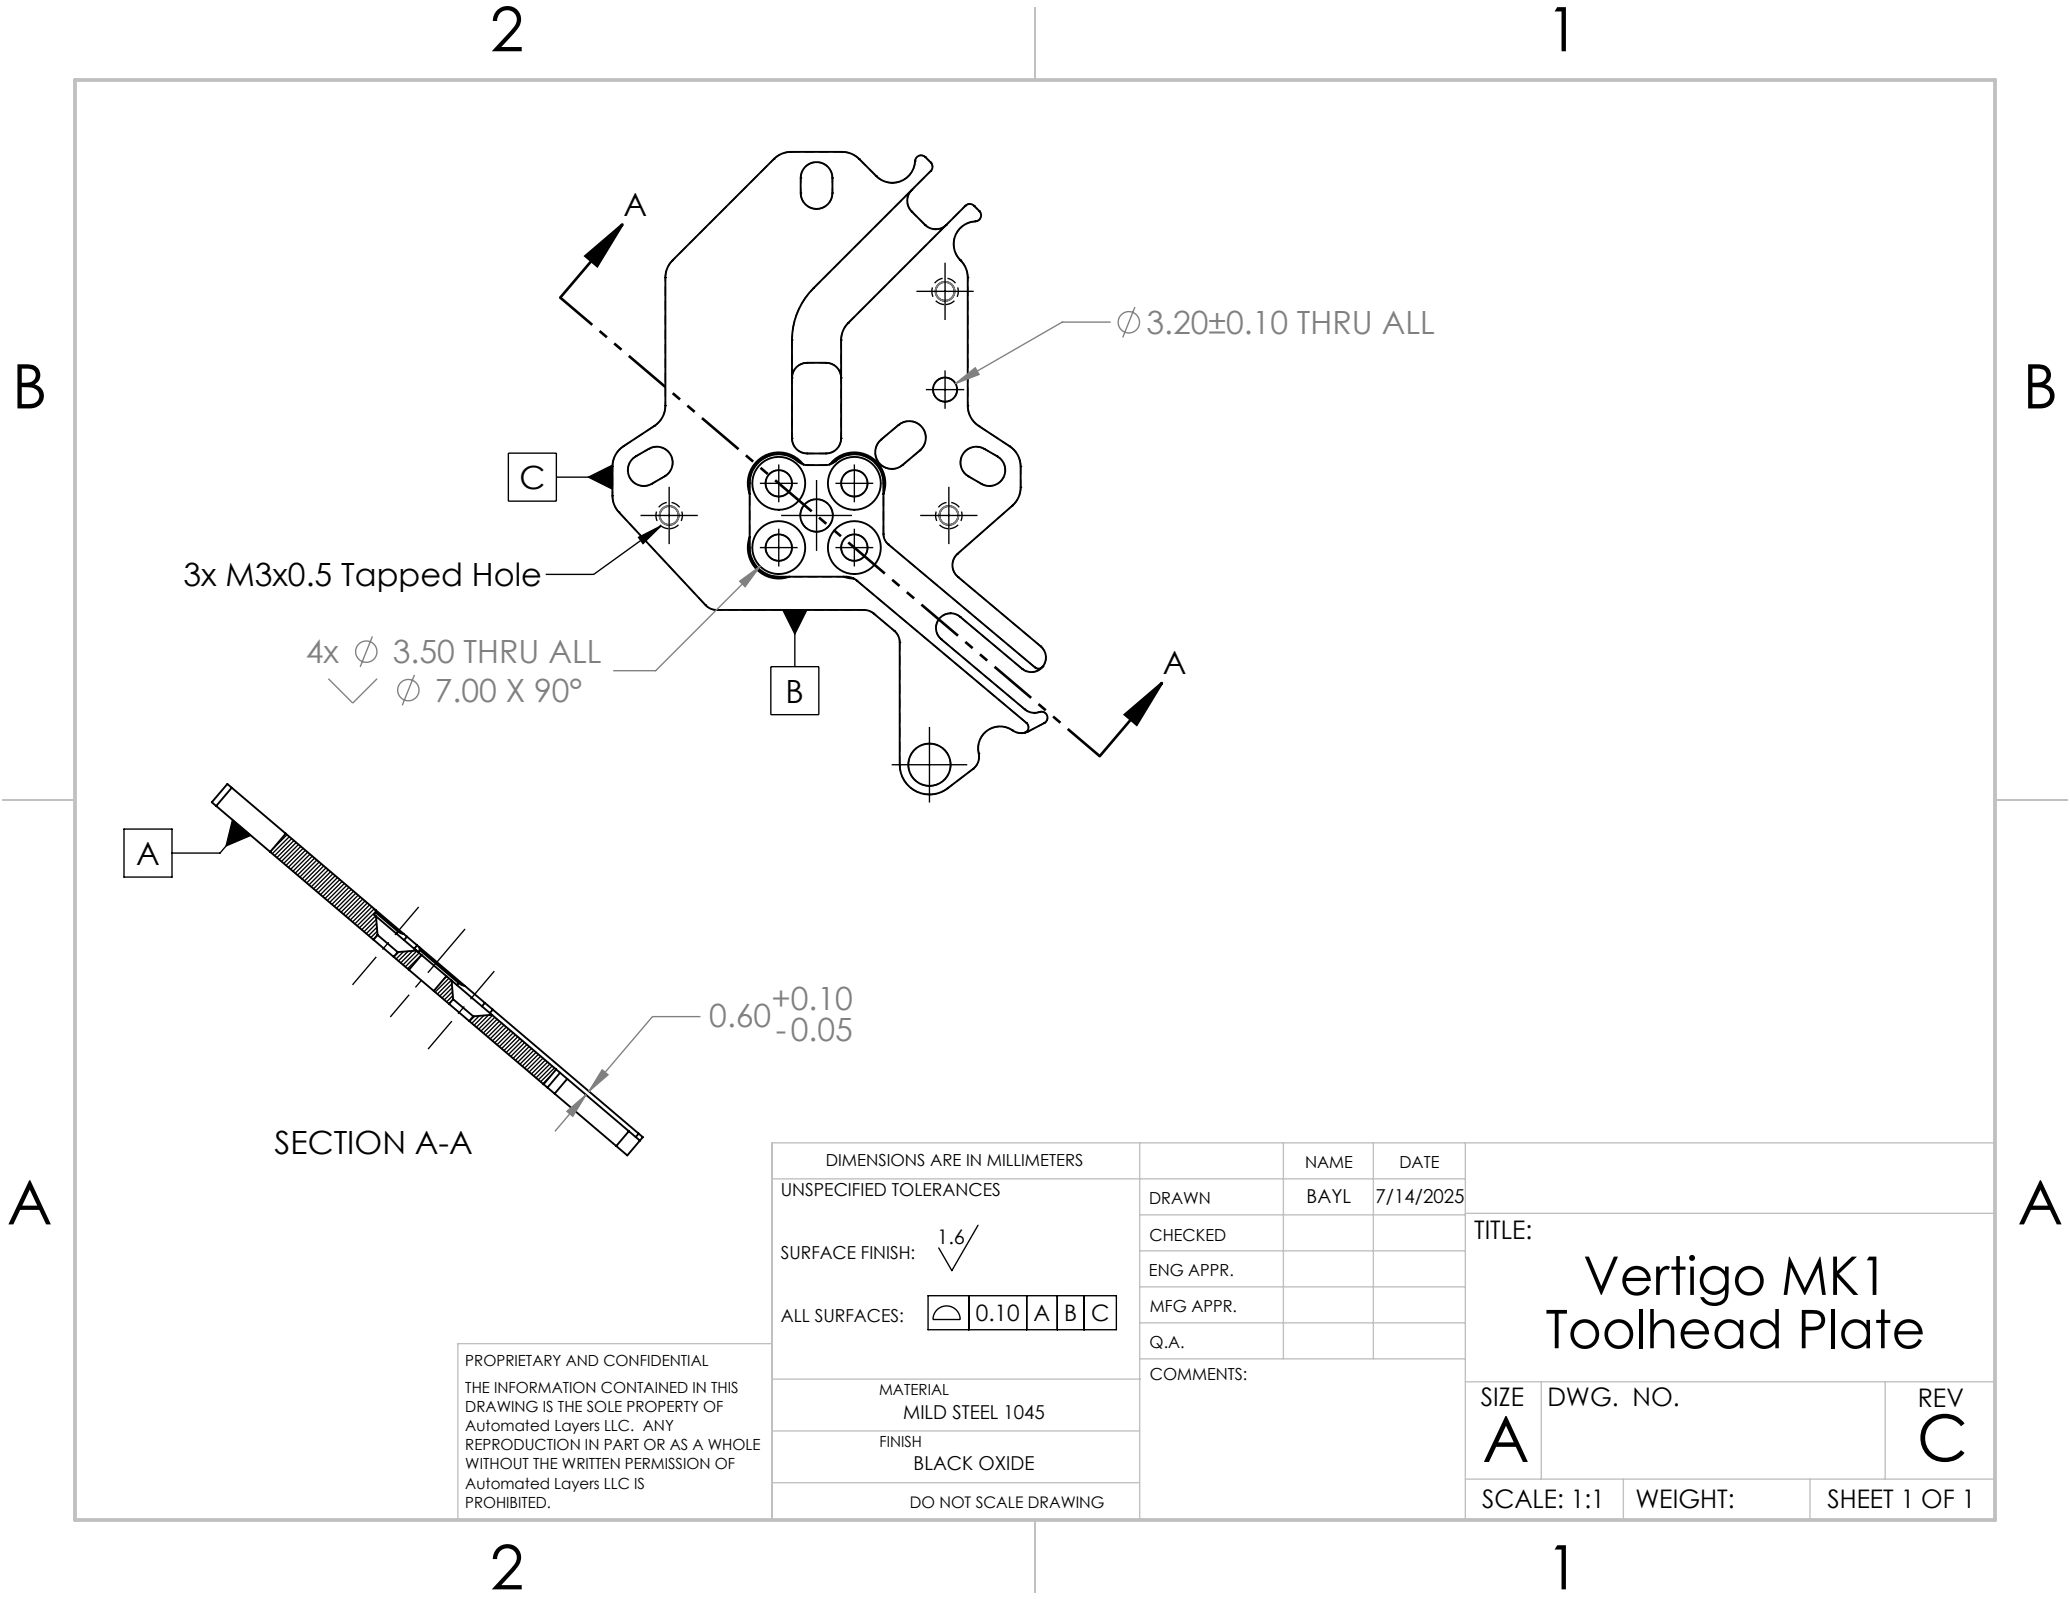 2
1
A
B
B
⌀3.20±0.10 THRU ALL
C
3x M3x0.5 Tapped Hole
4x ⌀ 3.50 THRU ALL
⌵ ⌀ 7.00 X 90°
B
A
A
0.60 +0.10
-0.05
SECTION A-A
A
A
DIMENSIONS ARE IN MILLIMETERS
UNSPECIFIED TOLERANCES
SURFACE FINISH: 1.6
ALL SURFACES: ⌓ 0.10 A B C
MATERIAL
MILD STEEL 1045
FINISH
BLACK OXIDE
DO NOT SCALE DRAWING
NAME DATE
DRAWN BAYL 7/14/2025
CHECKED
ENG APPR.
MFG APPR.
Q.A.
COMMENTS:
TITLE:
Vertigo MK1
Toolhead Plate
SIZE DWG. NO. REV
A C
SCALE: 1:1 WEIGHT: SHEET 1 OF 1
PROPRIETARY AND CONFIDENTIAL
THE INFORMATION CONTAINED IN THIS
DRAWING IS THE SOLE PROPERTY OF
Automated Layers LLC. ANY
REPRODUCTION IN PART OR AS A WHOLE
WITHOUT THE WRITTEN PERMISSION OF
Automated Layers LLC IS
PROHIBITED.
2
1